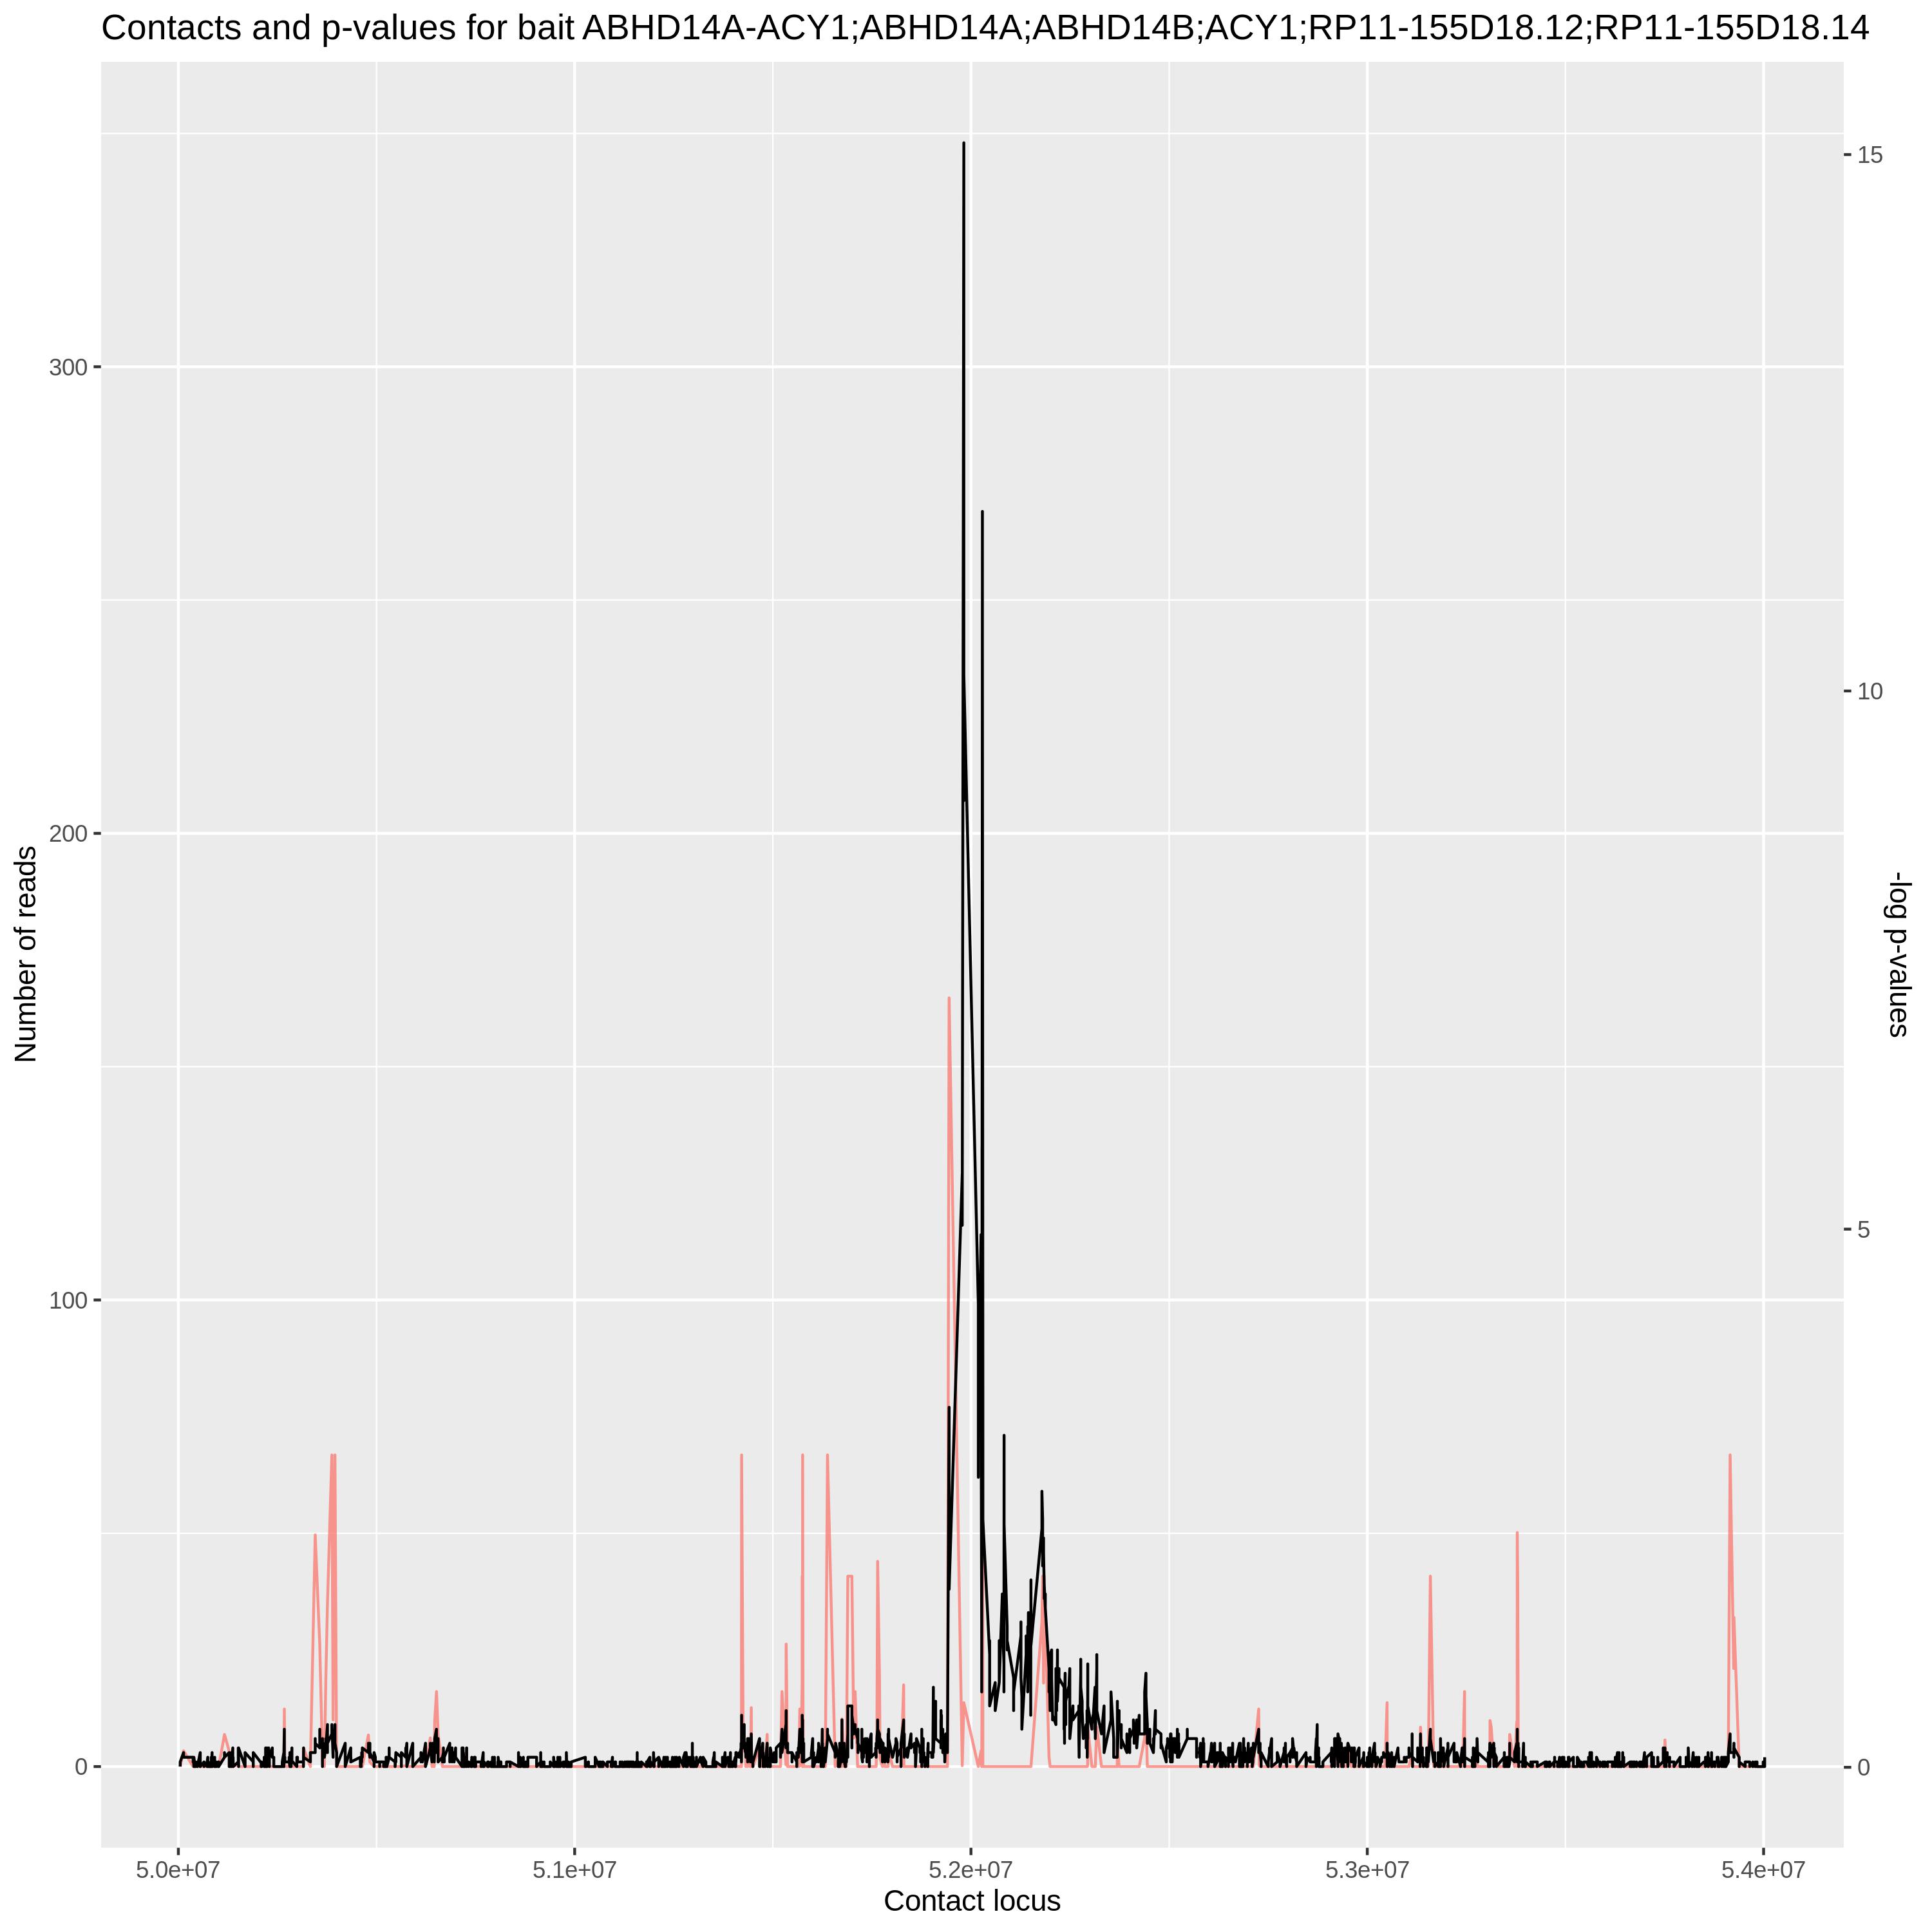 Contacts and p-values for bait ABHD14A-ACY1;ABHD14A;ABHD14B;ACY1;RP11-155D18.12;RP11-155D18.14
300
200
100
0
Number of reads
15
10
5
0
-log p-values
5.0e+07
5.1e+07
5.2e+07
5.3e+07
5.4e+07
Contact locus